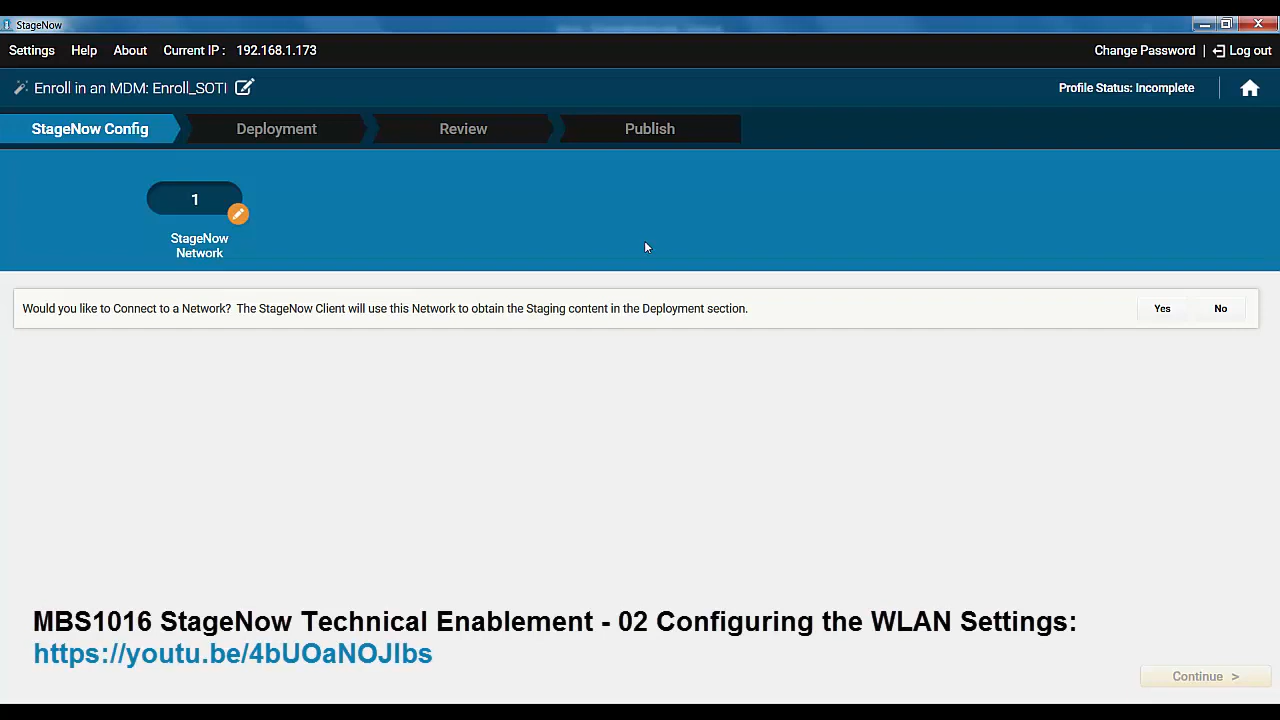 StageNow
Settings Help About Current IP : 192.168.1.173 Change Password | Log out
Enroll in an MDM: Enroll_SOTI Profile Status: Incomplete
StageNow Config Deployment Review Publish
1
StageNow
Network
Would you like to Connect to a Network? The StageNow Client will use this Network to obtain the Staging content in the Deployment section. Yes No
MBS1016 StageNow Technical Enablement - 02 Configuring the WLAN Settings:
https://youtu.be/4bUOaNOJIbs
Continue >